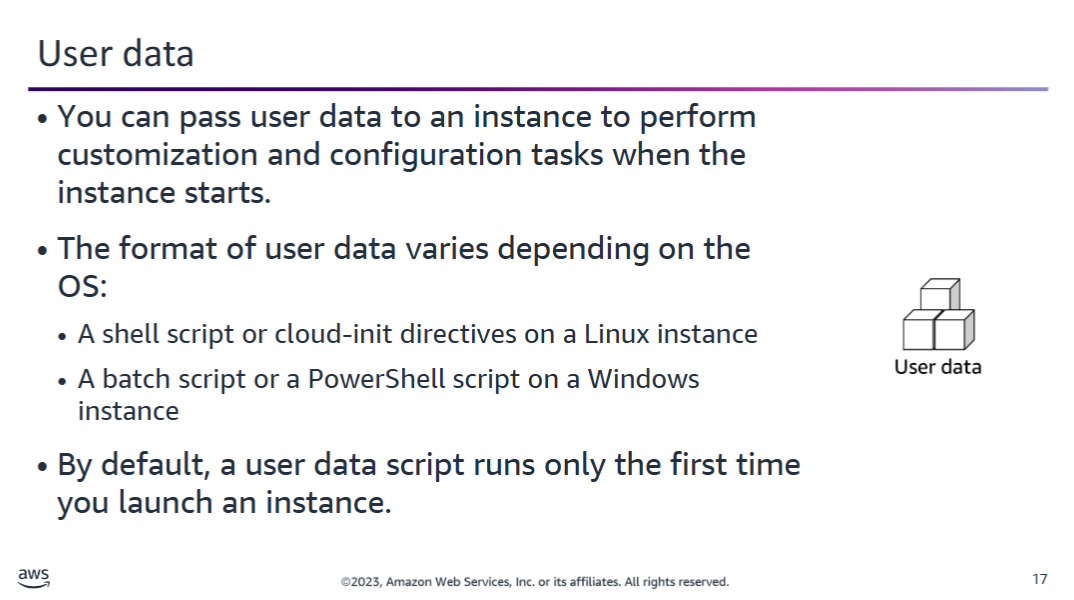 User data
• You can pass user data to an instance to perform
customization and configuration tasks when the
instance starts.
• The format of user data varies depending on the
OS:
• A shell script or cloud-init directives on a Linux instance
• A batch script or a PowerShell script on a Windows
instance
• By default, a user data script runs only the first time
you launch an instance.
User data
aws
©2023, Amazon Web Services, Inc. or its affiliates. All rights reserved.
17